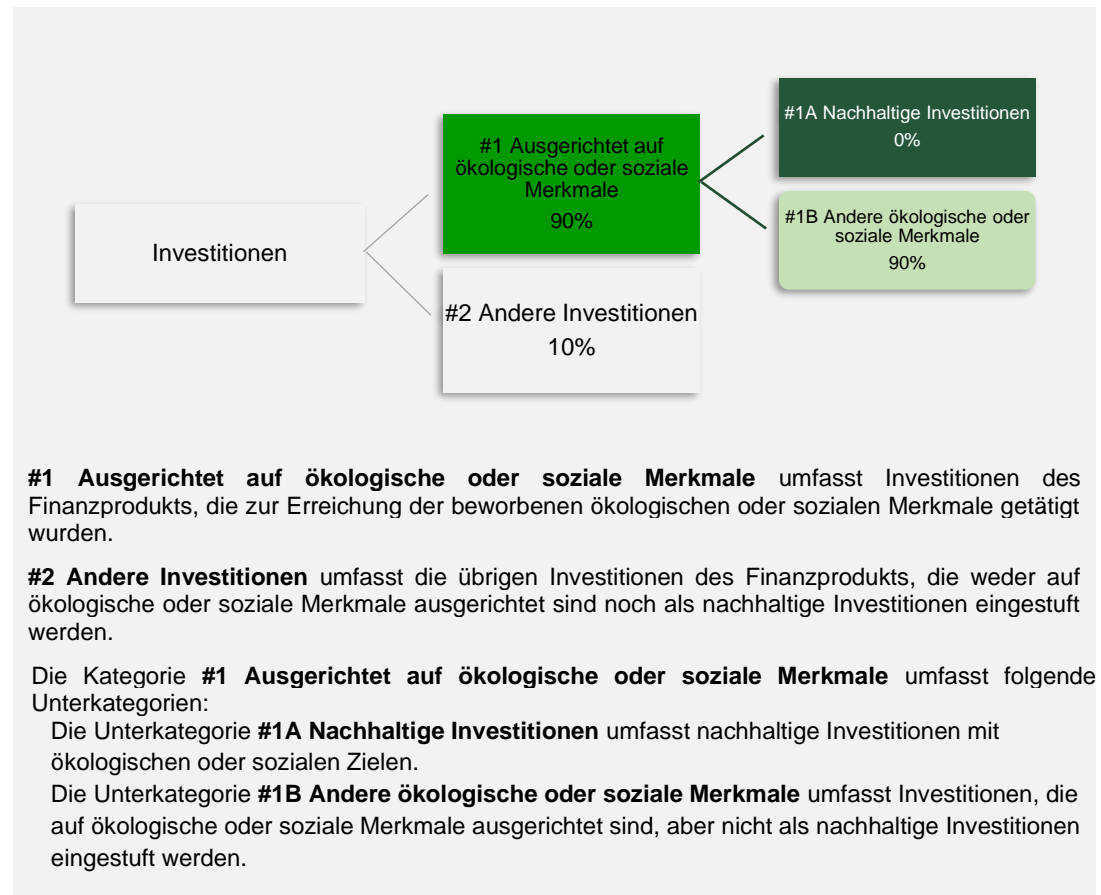 #1A Nachhaltige Investitionen
0%
#1 Ausgerichtet auf
ökologische oder soziale
Merkmale
90%
#1B Andere ökologische oder
soziale Merkmale
90%
Investitionen
#2 Andere Investitionen
10%
#1 Ausgerichtet auf ökologische oder soziale Merkmale umfasst Investitionen des
Finanzprodukts, die zur Erreichung der beworbenen ökologischen oder sozialen Merkmale getätigt
wurden.
#2 Andere Investitionen umfasst die übrigen Investitionen des Finanzprodukts, die weder auf
ökologische oder soziale Merkmale ausgerichtet sind noch als nachhaltige Investitionen eingestuft
werden.
Die Kategorie #1 Ausgerichtet auf ökologische oder soziale Merkmale umfasst folgende
Unterkategorien:
Die Unterkategorie #1A Nachhaltige Investitionen umfasst nachhaltige Investitionen mit
ökologischen oder sozialen Zielen.
Die Unterkategorie #1B Andere ökologische oder soziale Merkmale umfasst Investitionen, die
auf ökologische oder soziale Merkmale ausgerichtet sind, aber nicht als nachhaltige Investitionen
eingestuft werden.